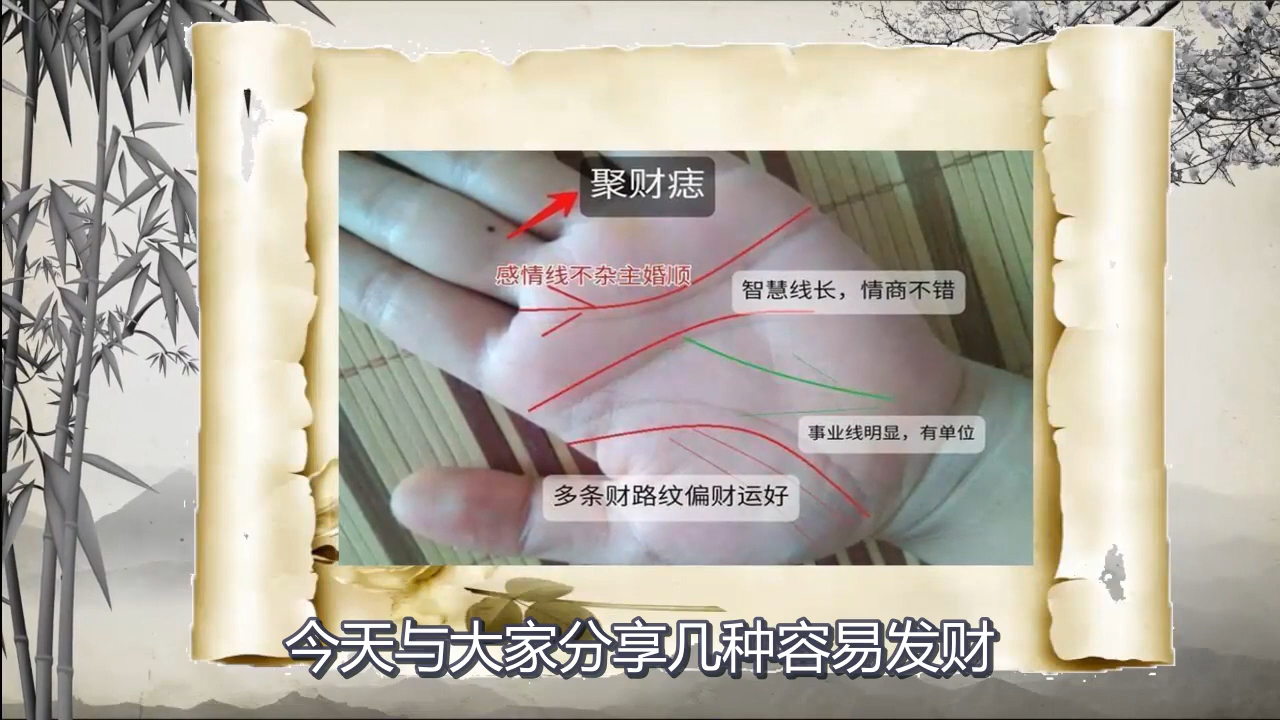 聚财痣
感情线不杂主婚顺
智慧线长，情商不错
事业线明显，有单位
多条财路纹偏财运好
今天与大家分享几种容易发财